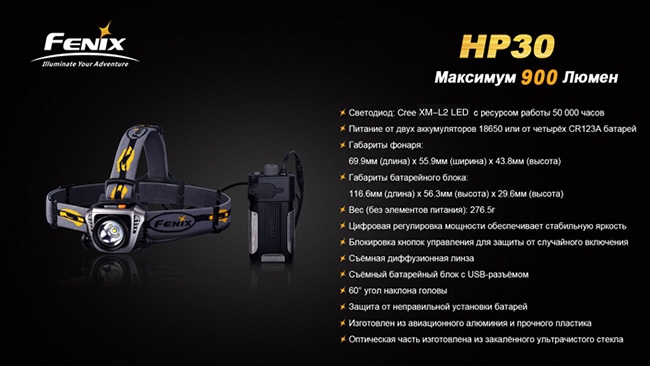 FENIX
Illuminate Your Adventure
HP30
Максимум 900 Люмен
Светодиод: Cree XM–L2 LED с ресурсом работы 50 000 часов
Питание от двух аккумуляторов 18650 или от четырёх CR123A батарей
Габариты фонаря:
69.9мм (длина) x 55.9мм (ширина) x 43.8мм (высота)
Габариты батарейного блока:
116.6мм (длина) x 56.3мм (высота) x 29.6мм (высота)
Вес (без элементов питания): 276.5г
Цифровая регулировка мощности обеспечивает стабильную яркость
Блокировка кнопок управления для защиты от случайного включения
Съёмная диффузионная линза
Съёмный батарейный блок с USB-разъёмом
60° угол наклона головы
Защита от неправильной установки батарей
Изготовлен из авиационного алюминия и прочного пластика
Оптическая часть изготовлена из закалённого ультрачистого стекла
FENIX